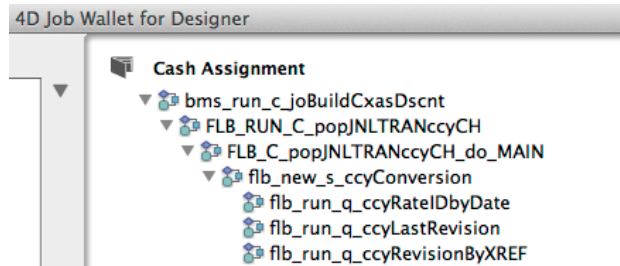 4D Job Wallet for Designer
Cash Assignment
bms_run_c_joBuildCxasDscnt
FLB_RUN_C_popJNLTRANccyCH
FLB_C_popJNLTRANccyCH_do_MAIN
flb_new_s_ccyConversion
flb_run_q_ccyRateIDbyDate
flb_run_q_ccyLastRevision
flb_run_q_ccyRevisionByXREF